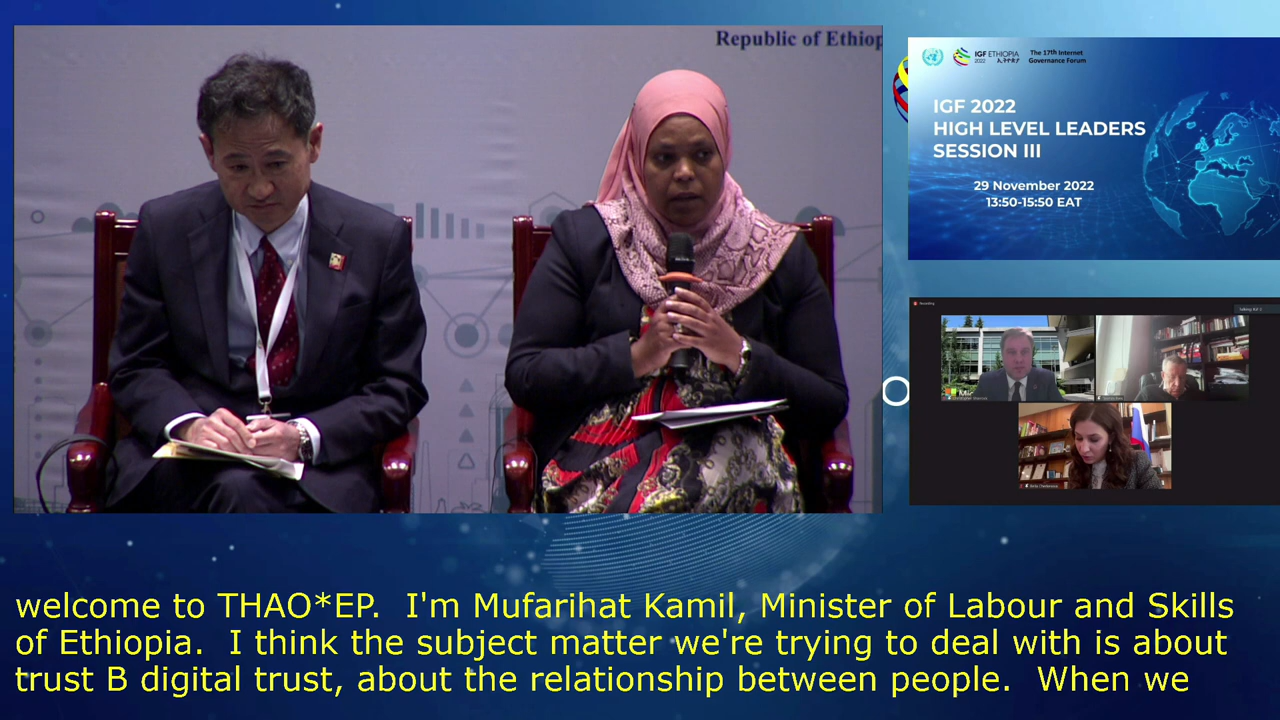 Republic of Ethiop
IGF ETHIOPIA
2022 ኢትዮጵያ
The 17th Internet
Governance Forum
IGF 2022
HIGH LEVEL LEADERS
SESSION III
29 November 2022
13:50-15:50 EAT
Recording
welcome to THAO*EP.  I'm Mufarihat Kamil, Minister of Labour and Skills
of Ethiopia.  I think the subject matter we're trying to deal with is about
trust B digital trust, about the relationship between people.  When we